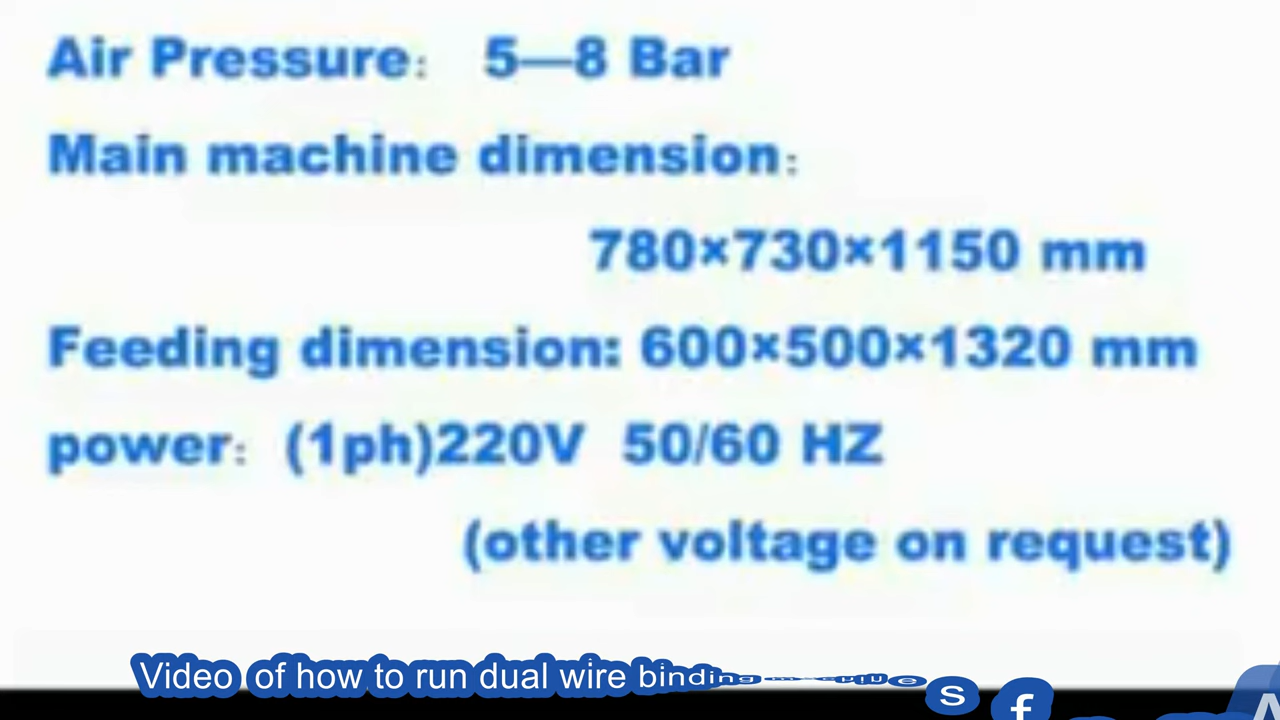 Air Pressure： 5—8 Bar
Main machine dimension：
780×730×1150 mm
Feeding dimension: 600×500×1320 mm
power：(1ph)220V 50/60 HZ
(other voltage on request)
Video of how to run dual wire binding